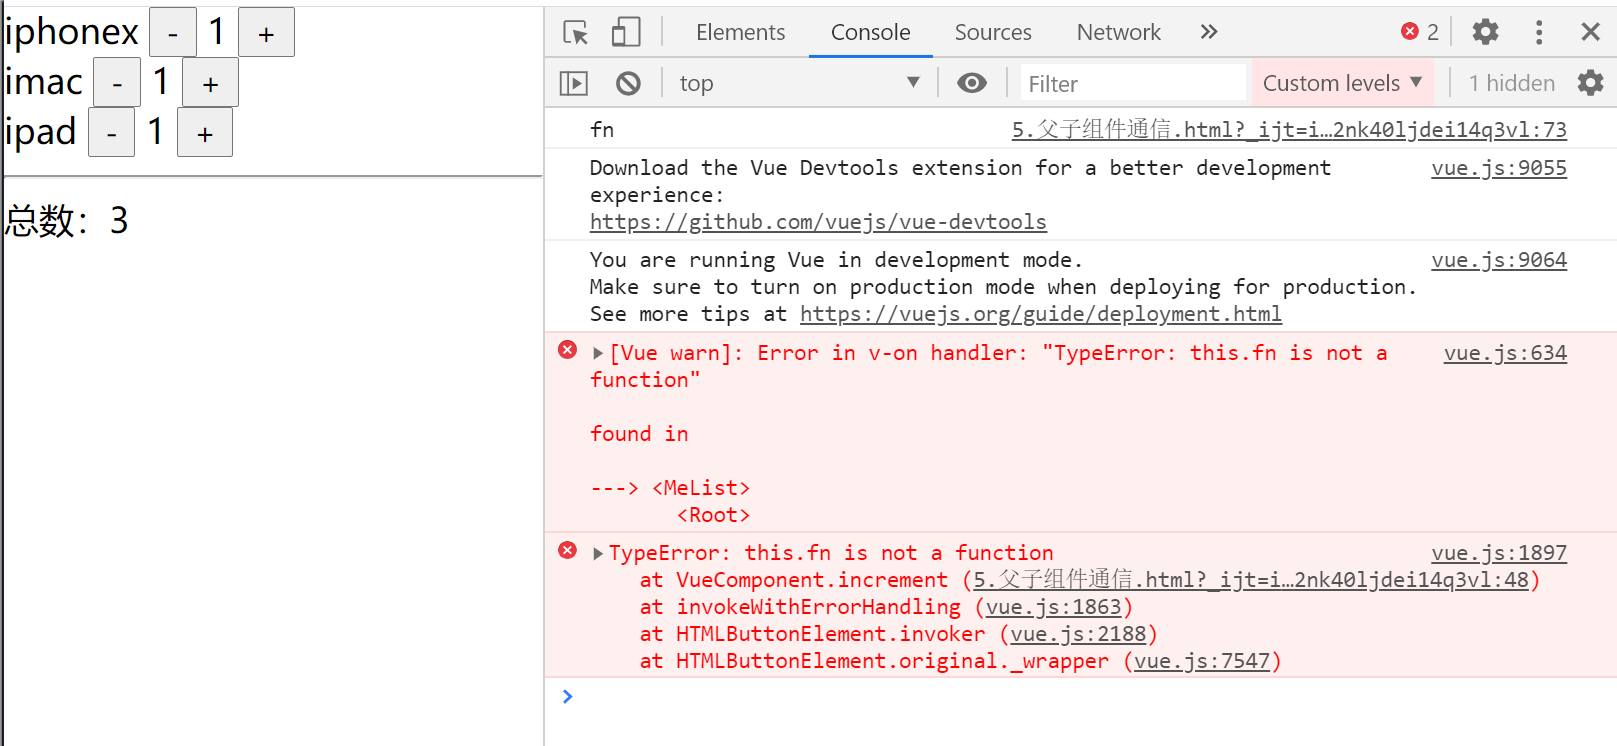 iphonex - 1 +
imac - 1 +
ipad - 1 +
总数：3
Elements Console Sources Network » 2
top Filter Custom levels ▼ 1 hidden
fn 5.父子组件通信.html?_ijt=i…2nk40ljdei14q3vl:73
Download the Vue Devtools extension for a better development vue.js:9055
experience:
https://github.com/vuejs/vue-devtools
You are running Vue in development mode. vue.js:9064
Make sure to turn on production mode when deploying for production.
See more tips at https://vuejs.org/guide/deployment.html
[Vue warn]: Error in v-on handler: "TypeError: this.fn is not a vue.js:634
function"
found in
---> <MeList>
<Root>
TypeError: this.fn is not a function vue.js:1897
at VueComponent.increment (5.父子组件通信.html?_ijt=i…2nk40ljdei14q3vl:48)
at invokeWithErrorHandling (vue.js:1863)
at HTMLButtonElement.invoker (vue.js:2188)
at HTMLButtonElement.original._wrapper (vue.js:7547)